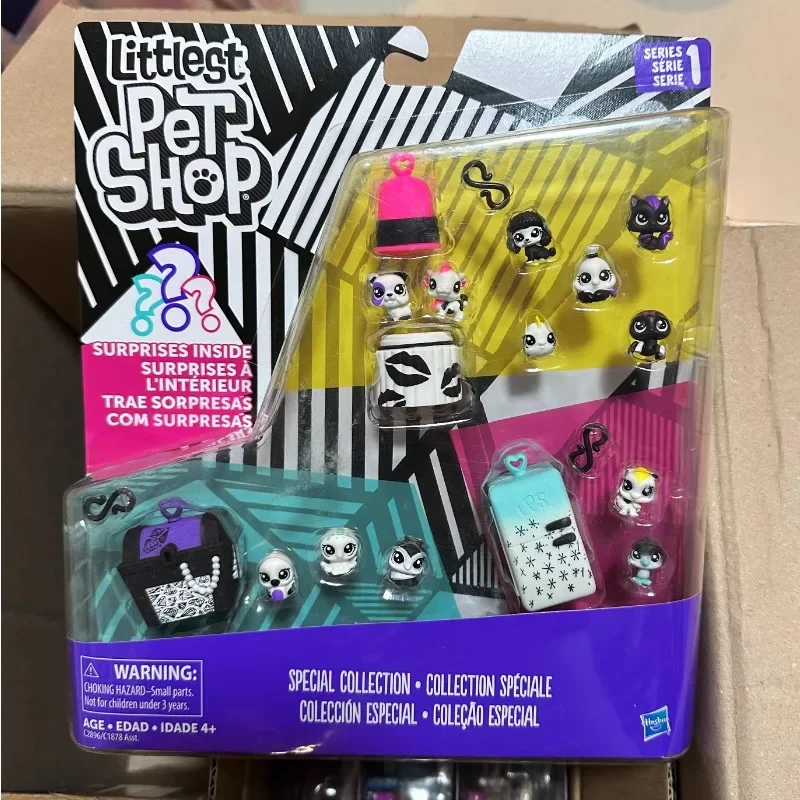 Littlest
PET
SHOP
SERIES
SÉRIE
SERIE 1
SURPRISES INSIDE
SURPRISES À
L'INTÉRIEUR
TRAE SORPRESAS
COM SURPRESAS
WARNING:
CHOKING HAZARD—Small parts.
Not for children under 3 years.
AGE • EDAD • IDADE 4+
C2896/C1878 Asst.
SPECIAL COLLECTION • COLLECTION SPÉCIALE
COLECCIÓN ESPECIAL • COLEÇÃO ESPECIAL
Hasbro